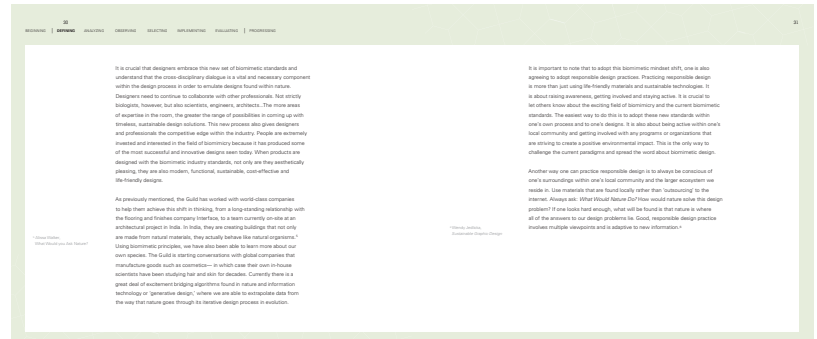 30
31
BEGINNING | DEFINING ANALYZING OBSERVING SELECTING IMPLEMENTING EVALUATING | PROGRESSING
It is crucial that designers embrace this new set of biomimetic standards and
understand that the cross-disciplinary dialogue is a vital and necessary component
within the design process in order to emulate designs found within nature.
Designers need to continue to collaborate with other professionals. Not strictly
biologists, however, but also scientists, engineers, architects...The more areas
of expertise in the room, the greater the range of possibilities in coming up with
timeless, sustainable design solutions. This new process also gives designers
and professionals the competitive edge within the industry. People are extremely
invested and interested in the field of biomimicry because it has produced some
of the most successful and innovative designs seen today. When products are
designed with the biomimetic industry standards, not only are they aesthetically
pleasing, they are also modern, functional, sustainable, cost-effective and
life-friendly designs.
As previously mentioned, the Guild has worked with world-class companies
to help them achieve this shift in thinking, from a long-standing relationship with
the flooring and finishes company Interface, to a team currently on-site at an
architectural project in India. In India, they are creating buildings that not only
are made from natural materials, they actually behave like natural organisms.
Using biomimetic principles, we have also been able to learn more about our
own species. The Guild is starting conversations with global companies that
manufacture goods such as cosmetics— in which case their own in-house
scientists have been studying hair and skin for decades. Currently there is a
great deal of excitement bridging algorithms found in nature and information
technology or 'generative design,' where we are able to extrapolate data from
the way that nature goes through its iterative design process in evolution.
What Would you Ask Nature?
It is important to note that to adopt this biomimetic mindset shift, one is also
agreeing to adopt responsible design practices. Practicing responsible design
is more than just using life-friendly materials and sustainable technologies. It
is about raising awareness, getting involved and staying active. It is crucial to
let others know about the exciting field of biomimicry and the current biomimetic
standards. The easiest way to do this is to adopt these new standards within
one's own process and to one's designs. It is also about being active within one's
local community and getting involved with any programs or organizations that
are striving to create a positive environmental impact. This is the only way to
challenge the current paradigms and spread the word about biomimetic design.
Another way one can practice responsible design is to always be conscious of
one's surroundings within one's local community and the larger ecosystem we
reside in. Use materials that are found locally rather than 'outsourcing' to the
internet. Always ask: What Would Nature Do? How would nature solve this design
problem? If one looks hard enough, what will be found is that nature is where
all of the answers to our design problems lie. Good, responsible design practice
involves multiple viewpoints and is adaptive to new information.
Sustainable Graphic Design